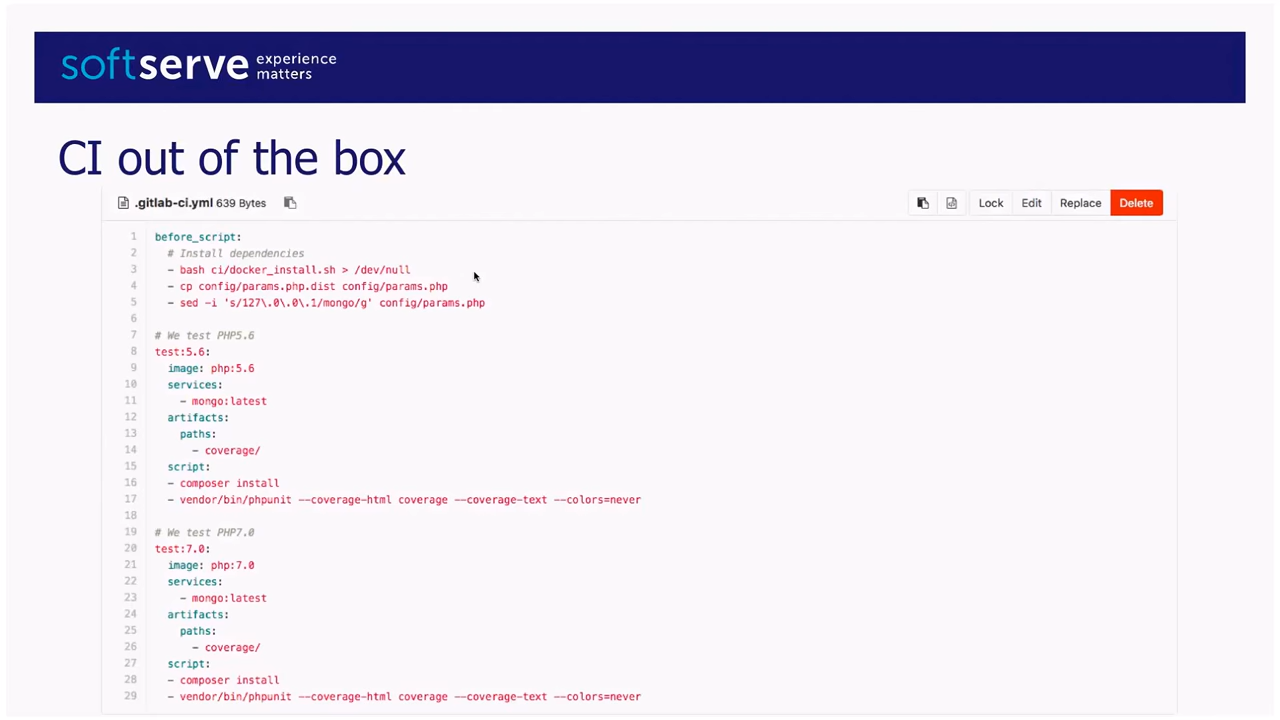 softserve experience matters
CI out of the box
.gitlab-ci.yml 639 Bytes Lock Edit Replace Delete
1 before_script:
2 # Install dependencies
3 - bash ci/docker_install.sh > /dev/null
4 - cp config/params.php.dist config/params.php
5 - sed -i 's/127\.0\.0\.1/mongo/g' config/params.php
6
7 # We test PHP5.6
8 test:5.6:
9 image: php:5.6
10 services:
11 - mongo:latest
12 artifacts:
13 paths:
14 - coverage/
15 script:
16 - composer install
17 - vendor/bin/phpunit --coverage-html coverage --coverage-text --colors=never
18
19 # We test PHP7.0
20 test:7.0:
21 image: php:7.0
22 services:
23 - mongo:latest
24 artifacts:
25 paths:
26 - coverage/
27 script:
28 - composer install
29 - vendor/bin/phpunit --coverage-html coverage --coverage-text --colors=never